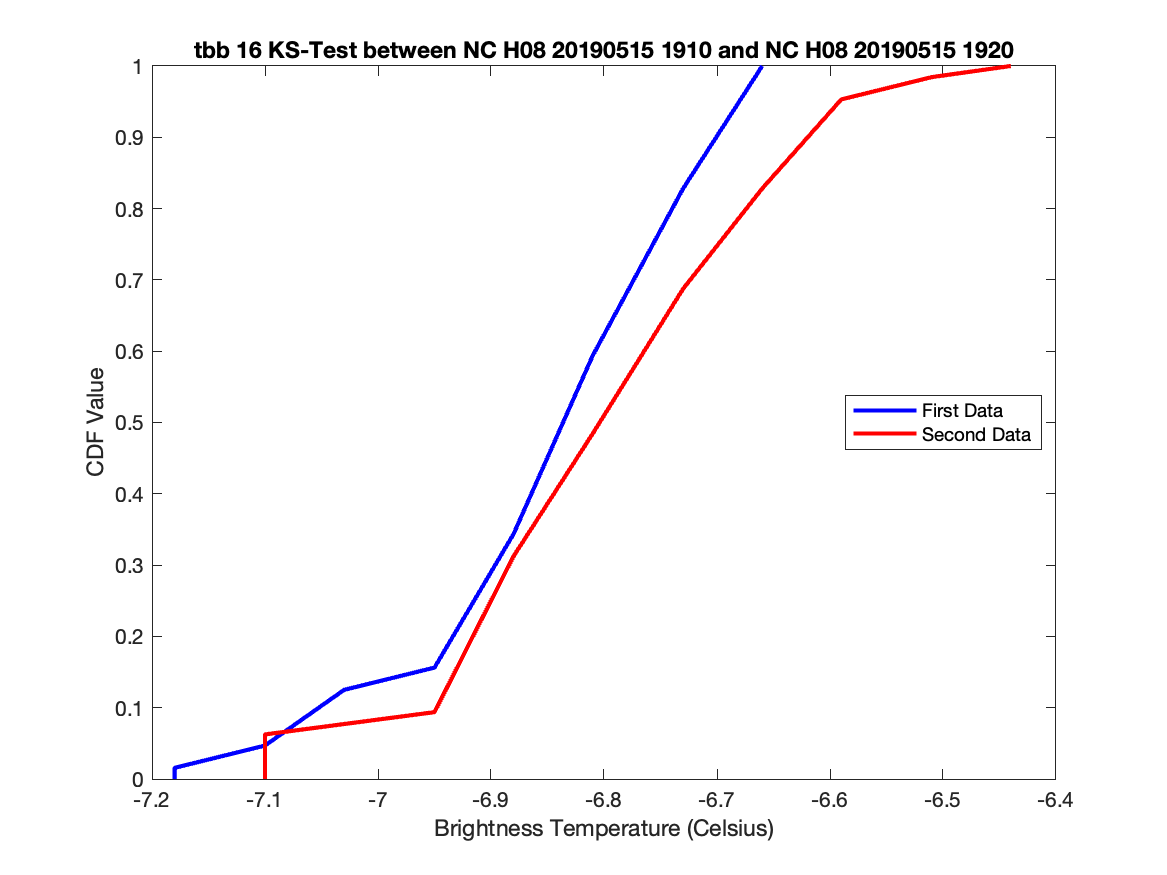 tbb 16 KS-Test between NC H08 20190515 1910 and NC H08 20190515 1920
1
0.9
0.8
0.7
0.6
0.5
0.4
0.3
0.2
0.1
0
CDF Value
First Data
Second Data
-7.2 -7.1 -7 -6.9 -6.8 -6.7 -6.6 -6.5 -6.4
Brightness Temperature (Celsius)